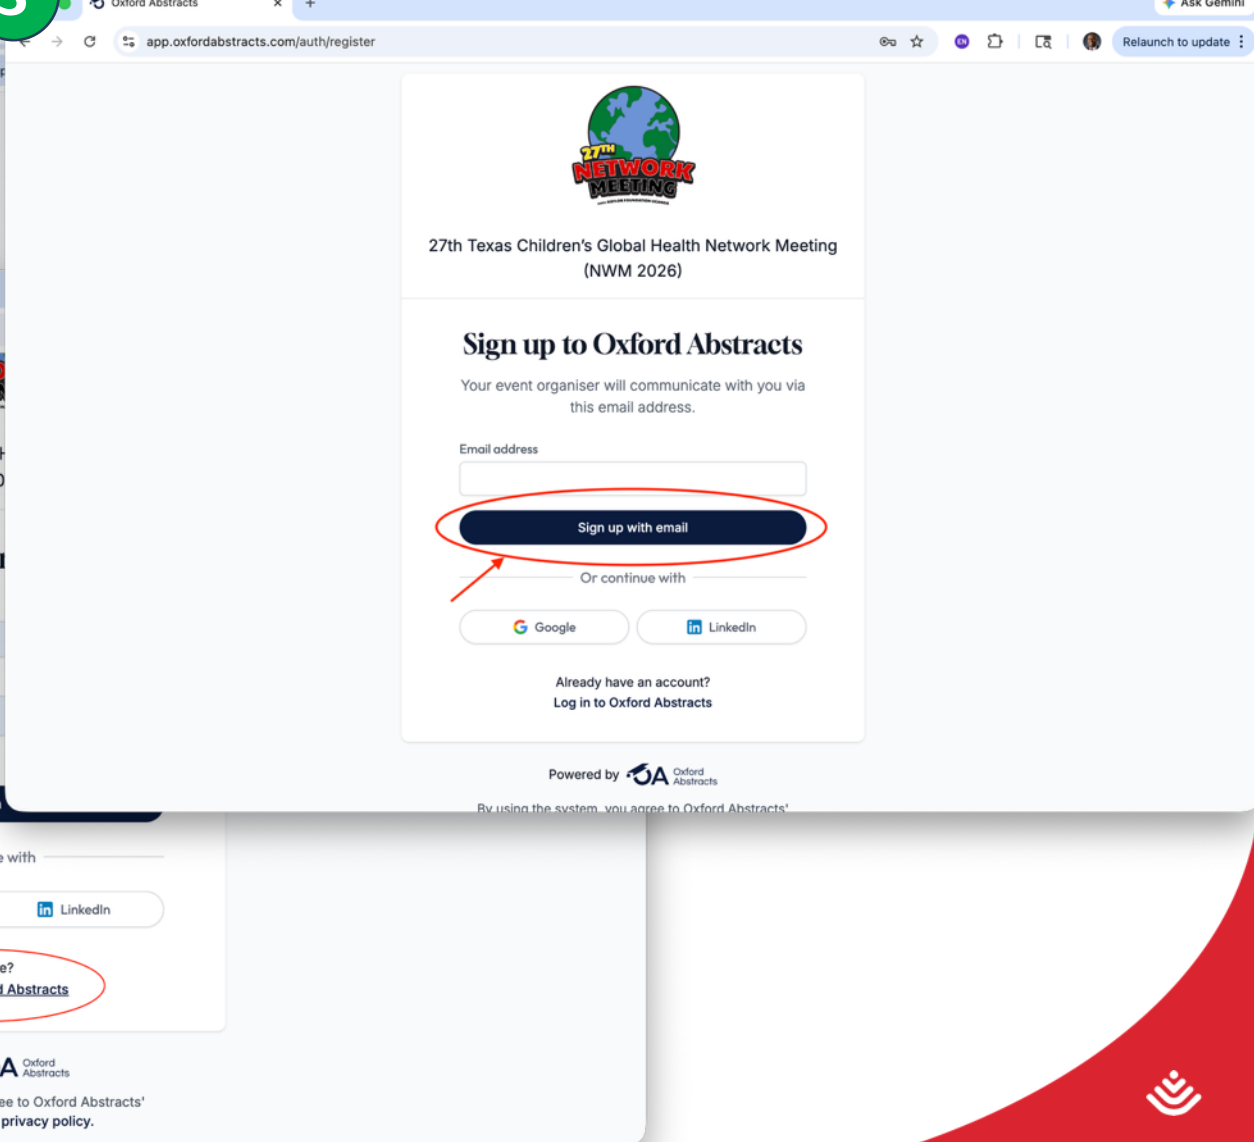 Oxford Abstracts
Ask Gemini
app.oxfordabstracts.com/auth/register
EN
Relaunch to update
27TH
NETWORK
MEETING
27th Texas Children's Global Health Network Meeting
(NWM 2026)
Sign up to Oxford Abstracts
Your event organiser will communicate with you via
this email address.
Email address
Sign up with email
Or continue with
Google
LinkedIn
Already have an account?
Log in to Oxford Abstracts
Powered by OA Oxford
Abstracts
By using the system, you agree to Oxford Abstracts'
with
LinkedIn
e?
d Abstracts
A Oxford
Abstracts
ee to Oxford Abstracts'
privacy policy.